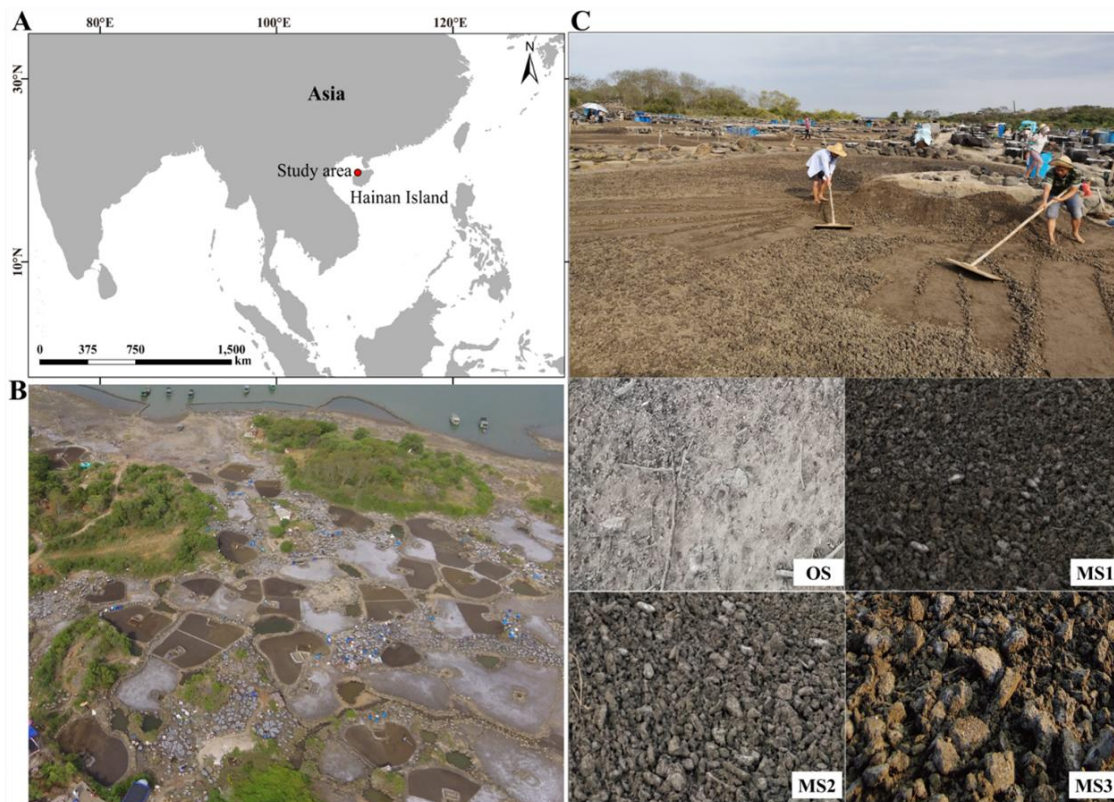 A
80°E 100°E 120°E
30°N
10°N
N
Asia
Study area
Hainan Island
0 375 750 1,500
km
B
C
OS
MS1
MS2
MS3